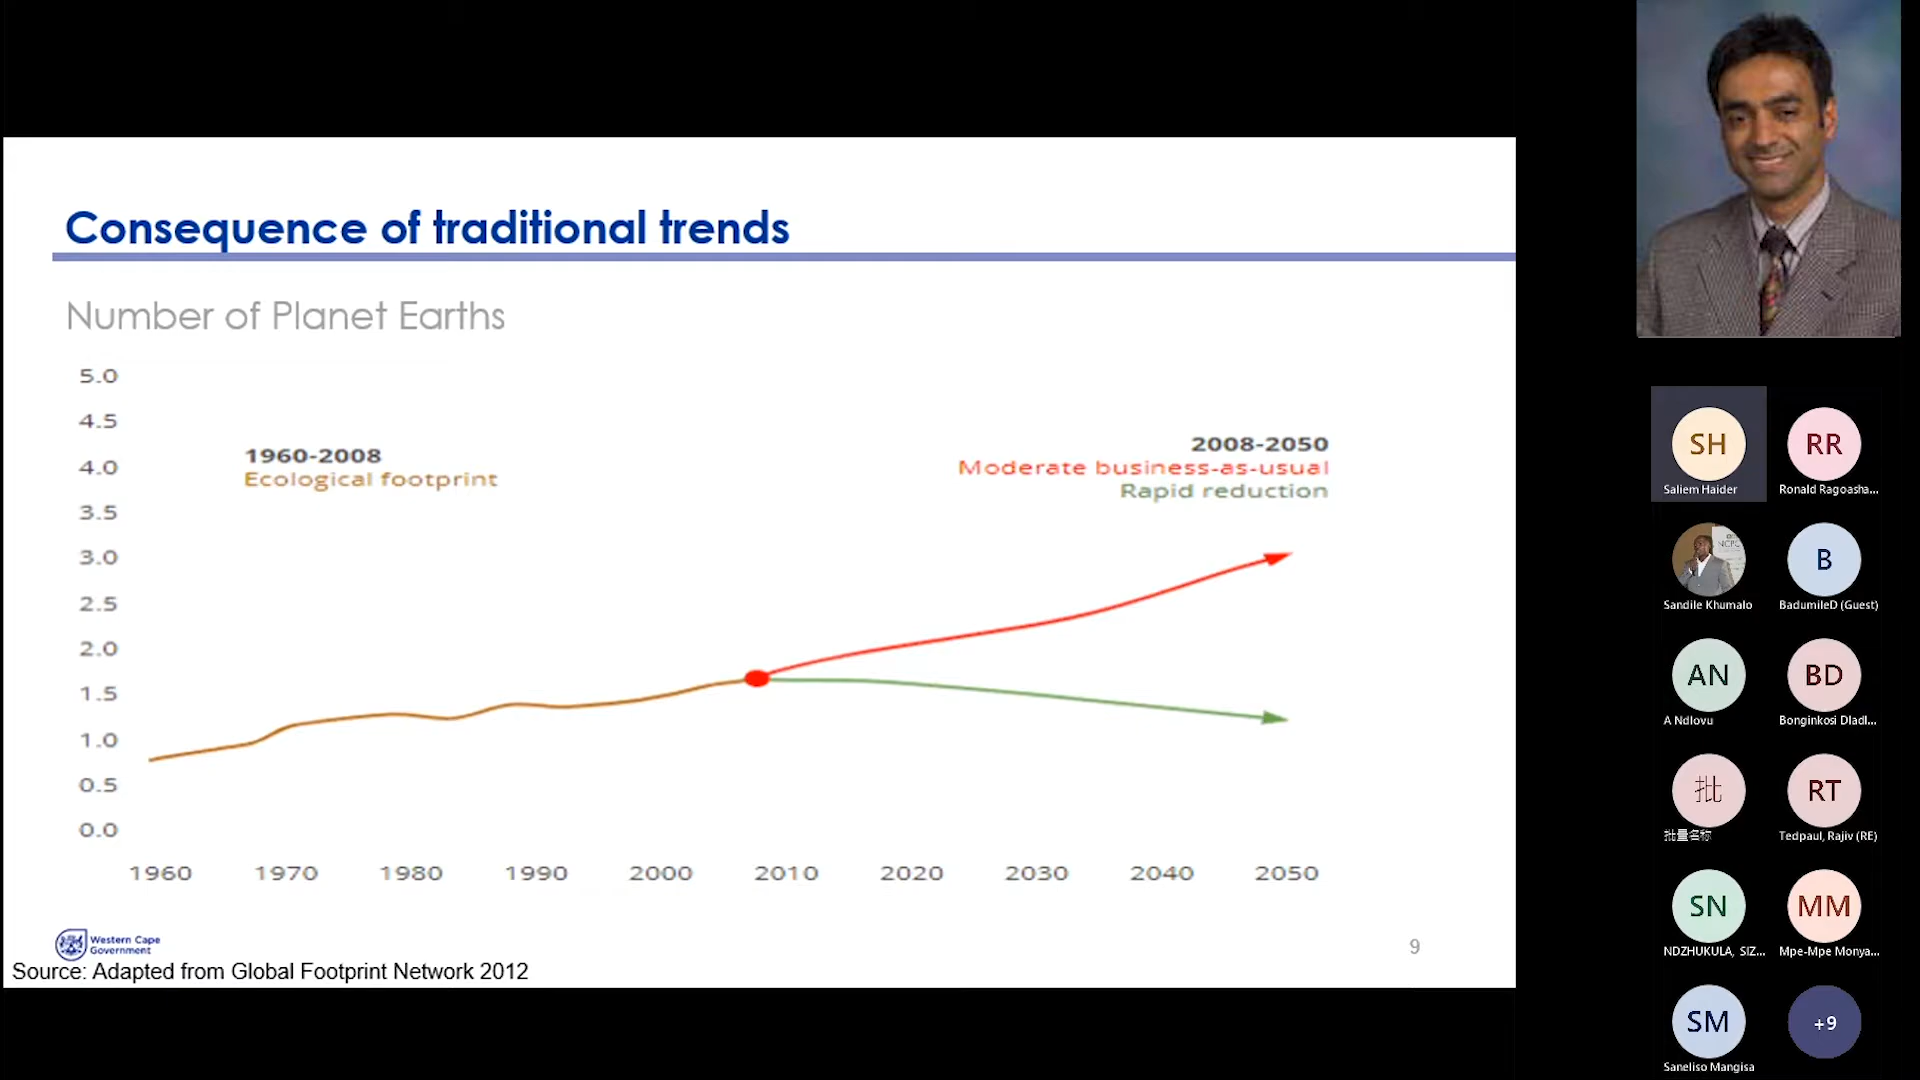 Consequence of traditional trends
Number of Planet Earths
5.0
4.5
4.0
3.5
3.0
2.5
2.0
1.5
1.0
0.5
0.0
1960-2008
Ecological footprint
2008-2050
Moderate business-as-usual
Rapid reduction
1960 1970 1980 1990 2000 2010 2020 2030 2040 2050
Western Cape
Government
9
Source: Adapted from Global Footprint Network 2012
SH
Saliem Haider
RR
Ronald Ragoasha...
NCPC
Sandile Khumalo
B
BadumileD (Guest)
AN
A Ndlovu
BD
Bonginkosi Dladl...
批
批量名称
RT
Tedpaul, Rajiv (RE)
SN
NDZHUKULA, SIZ...
MM
Mpe-Mpe Monya...
SM
Saneliso Mangisa
+9